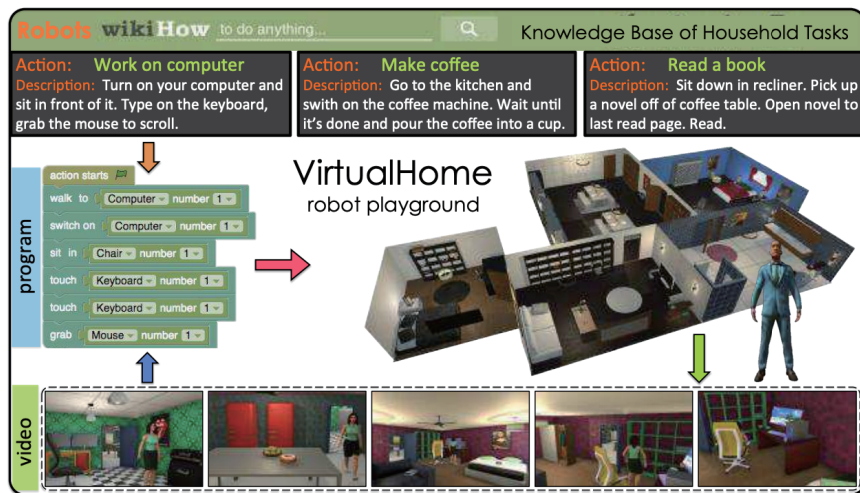 Robots wikiHow to do anything... Knowledge Base of Household Tasks
Action: Work on computer
Description: Turn on your computer and
sit in front of it. Type on the keyboard,
grab the mouse to scroll.
Action: Make coffee
Description: Go to the kitchen and
swith on the coffee machine. Wait until
it's done and pour the coffee into a cup.
Action: Read a book
Description: Sit down in recliner. Pick up
a novel off of coffee table. Open novel to
last read page. Read.
program
action starts
walk to Computer number 1
switch on Computer number 1
sit in Chair number 1
touch Keyboard number 1
touch Keyboard number 1
grab Mouse number 1
VirtualHome
robot playground
video